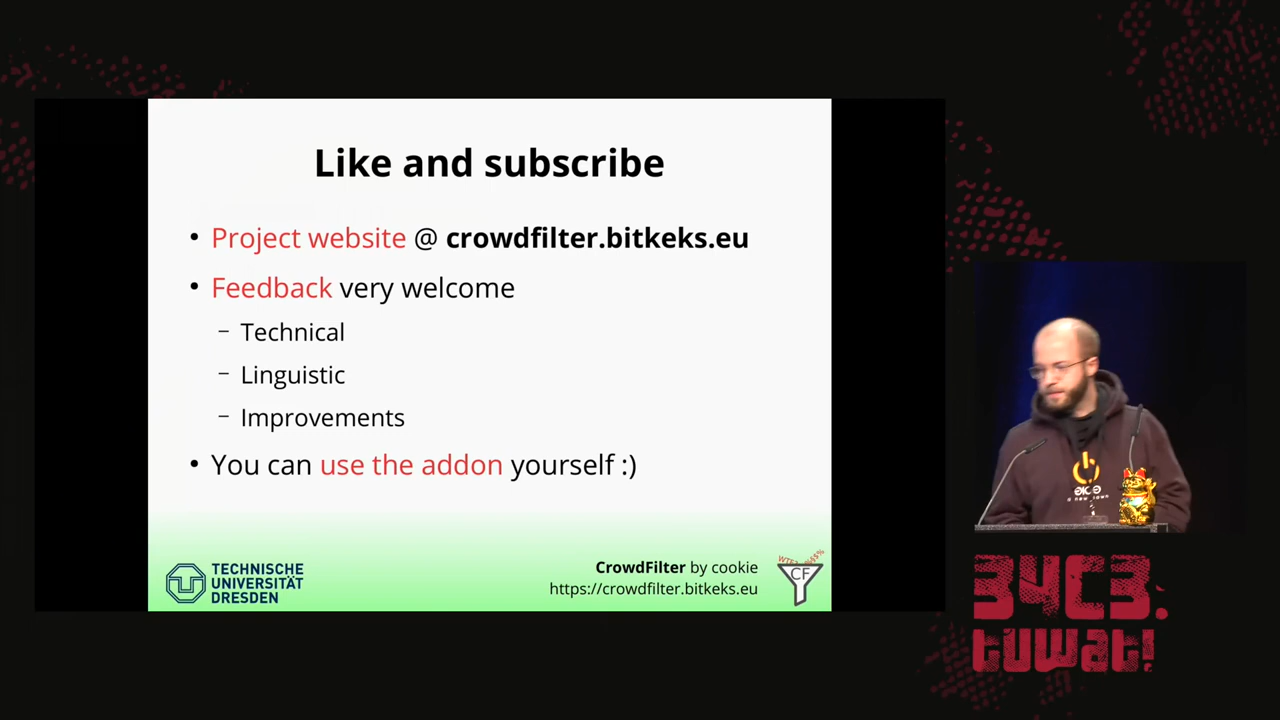 Like and subscribe
• Project website @ crowdfilter.bitkeks.eu
• Feedback very welcome
– Technical
– Linguistic
– Improvements
• You can use the addon yourself :)
TECHNISCHE
UNIVERSITÄT
DRESDEN
CrowdFilter by cookie
https://crowdfilter.bitkeks.eu
CF
34C3.
tuwat!